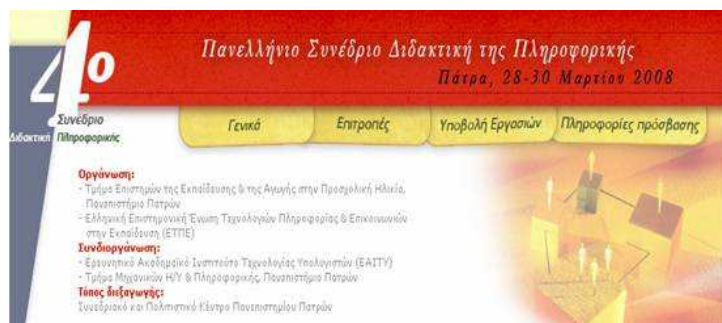 4ο
Πανελλήνιο Συνέδριο Διδακτική της Πληροφορικής
Πάτρα, 28-30 Μαρτίου 2008
Συνέδριο
Διδακτική Πληροφορικής
Γενικά
Επιτροπές
Υποβολή Εργασιών
Πληροφορίες πρόσβασης
Οργάνωση:
- Τμήμα Επιστημών της Εκπαίδευσης & της Αγωγής στην Προσχολική Ηλικία,
Πανεπιστήμιο Πατρών
- Ελληνική Επιστημονική Ένωση Τεχνολογιών Πληροφορίας & Επικοινωνιών
στην Εκπαίδευση (ΕΤΠΕ)
Συνδιοργάνωση:
- Ερευνητικό Ακαδημαϊκό Ινστιτούτο Τεχνολογίας Υπολογιστών (ΕΑΙΤΥ)
- Τμήμα Μηχανικών Η/Υ & Πληροφορικής, Πανεπιστήμιο Πατρών
Τόπος διεξαγωγής:
Συνεδριακό και Πολιτιστικό Κέντρο Πανεπιστημίου Πατρών